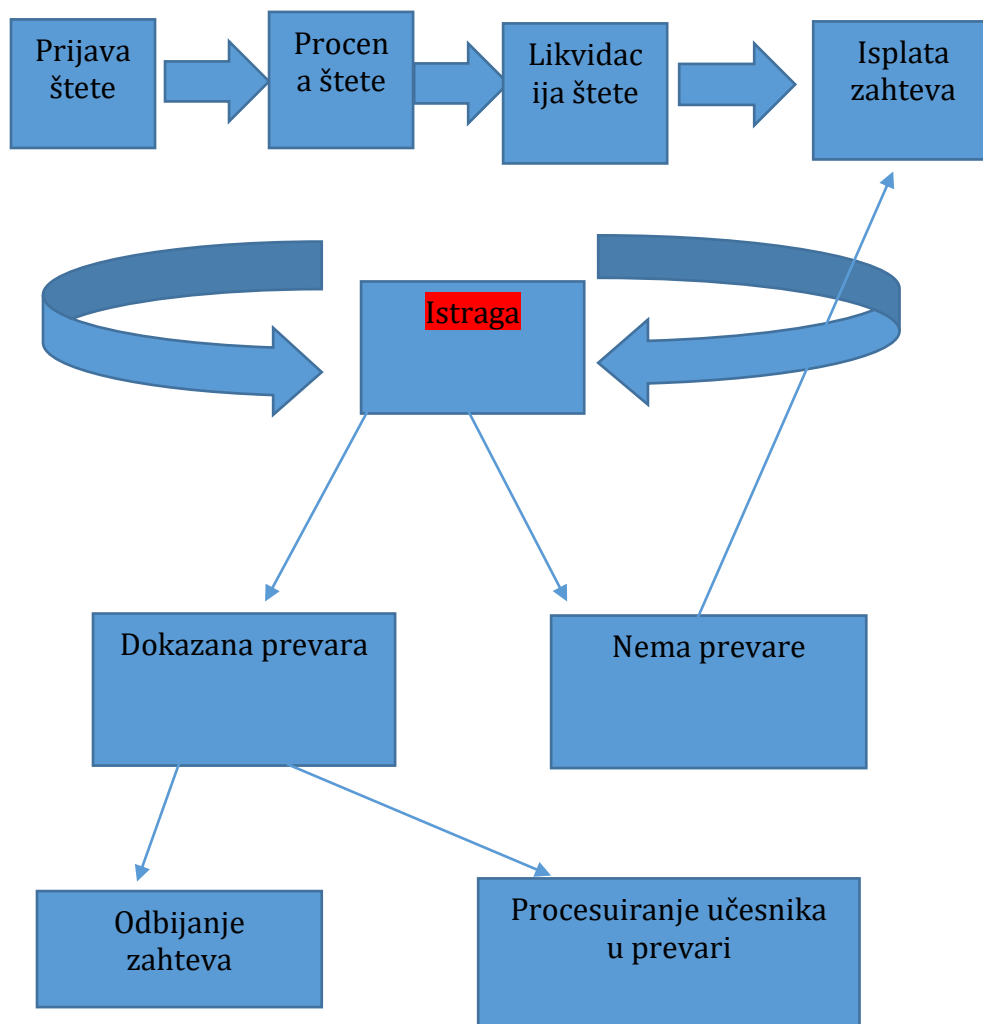 Prijava
štete
Procen
a štete
Likvidac
ija štete
Isplata
zahteva
Istraga
Dokazana prevara
Nema prevare
Odbijanje
zahteva
Procesuiranje učesnika
u prevari